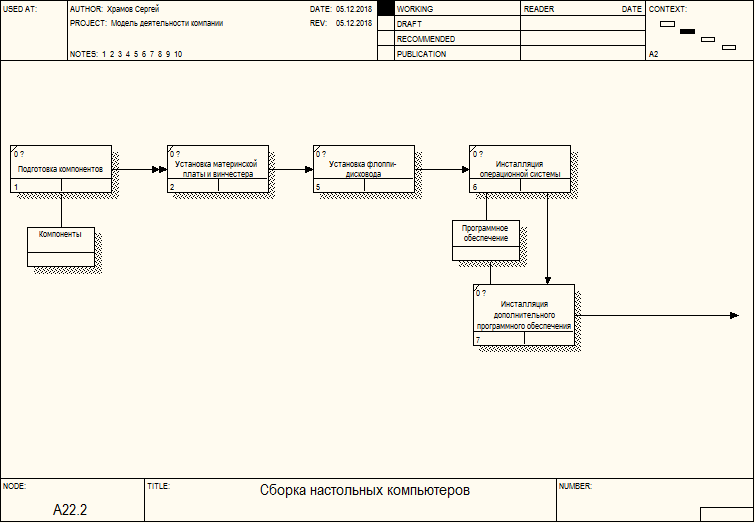 USED AT: AUTHOR: Храмов Сергей DATE: 05.12.2018 WORKING READER DATE CONTEXT:
PROJECT: Модель деятельности компании REV: 05.12.2018 DRAFT
RECOMMENDED
NOTES: 1 2 3 4 5 6 7 8 9 10 PUBLICATION A2
0 ? 0 ? 0 ? 0 ?
Подготовка компонентов
1
Установка материнской
платы и винчестера
2
Установка флоппи-
дисковода
5
Инсталляция
операционной системы
6
Компоненты
Программное
обеспечение
0 ?
Инсталляция
дополнительного
программного обеспечения
7
NODE: TITLE: Сборка настольных компьютеров NUMBER:
A22.2